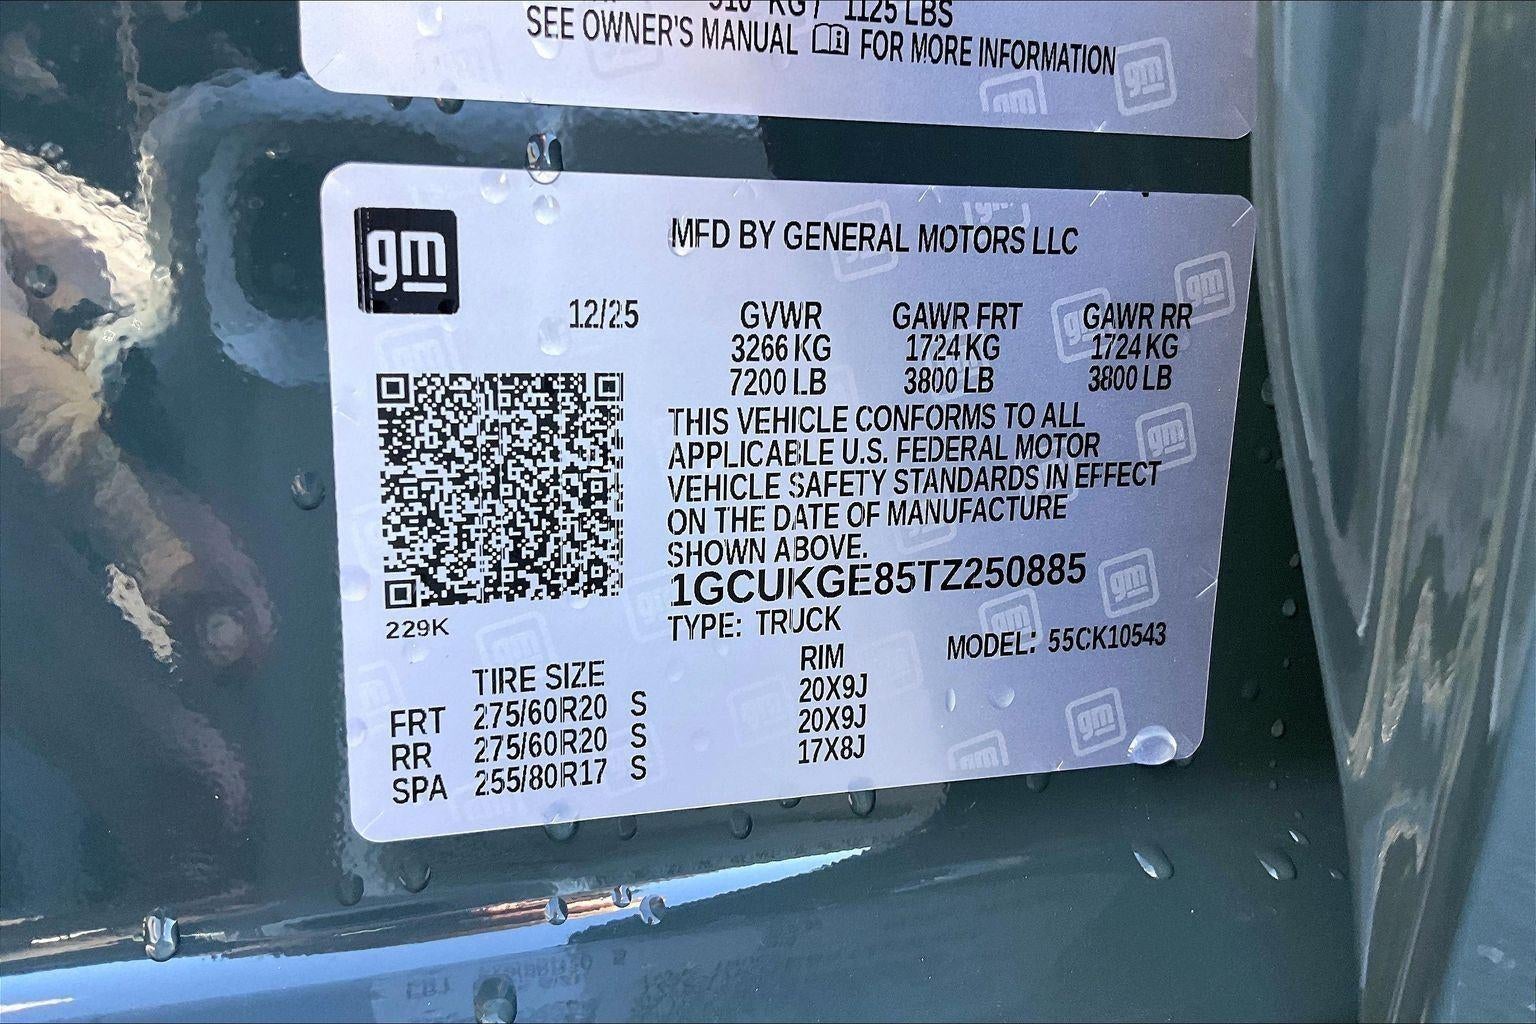 KG / 1125 LBS
SEE OWNER'S MANUAL FOR MORE INFORMATION
gm
MFD BY GENERAL MOTORS LLC
12/25 GVWR GAWR FRT GAWR RR
3266 KG 1724 KG 1724 KG
7200 LB 3800 LB 3800 LB
THIS VEHICLE CONFORMS TO ALL
APPLICABLE U.S. FEDERAL MOTOR
VEHICLE SAFETY STANDARDS IN EFFECT
ON THE DATE OF MANUFACTURE
SHOWN ABOVE.
1GCUKGE85TZ250885
229K
TYPE: TRUCK
MODEL: 55CK10543
TIRE SIZE RIM
FRT 275/60R20 S 20X9J
RR 275/60R20 S 20X9J
SPA 255/80R17 S 17X8J